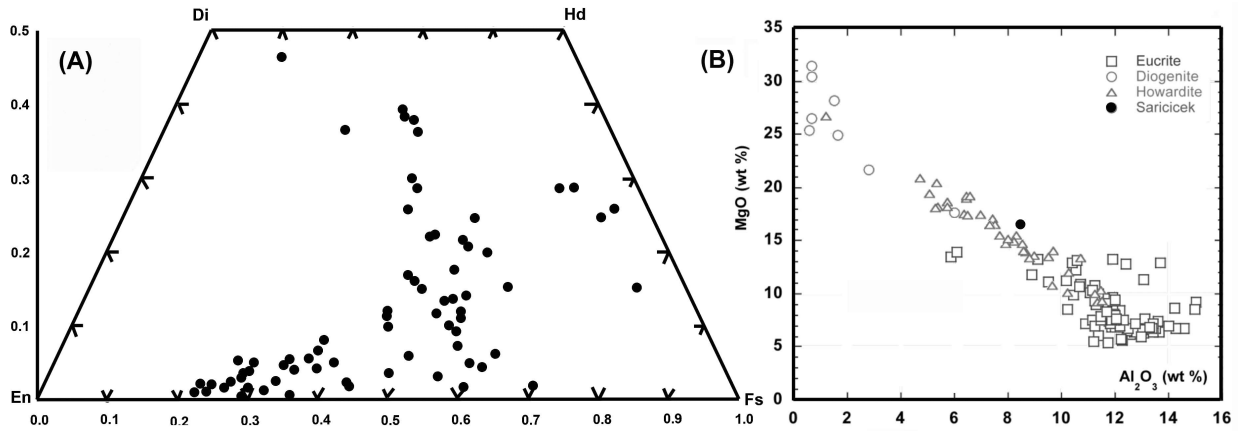 Di
Hd
0.5
(A)
0.4
0.3
0.2
0.1
En
Fs
0.0
0.1
0.2
0.3
0.4
0.5
0.6
0.7
0.8
0.9
1.0
(B)
35
30
25
20
15
10
5
0
MgO (wt %)
Eucrite
Diogenite
Howardite
Saricicek
Al2O3 (wt %)
0
2
4
6
8
10
12
14
16